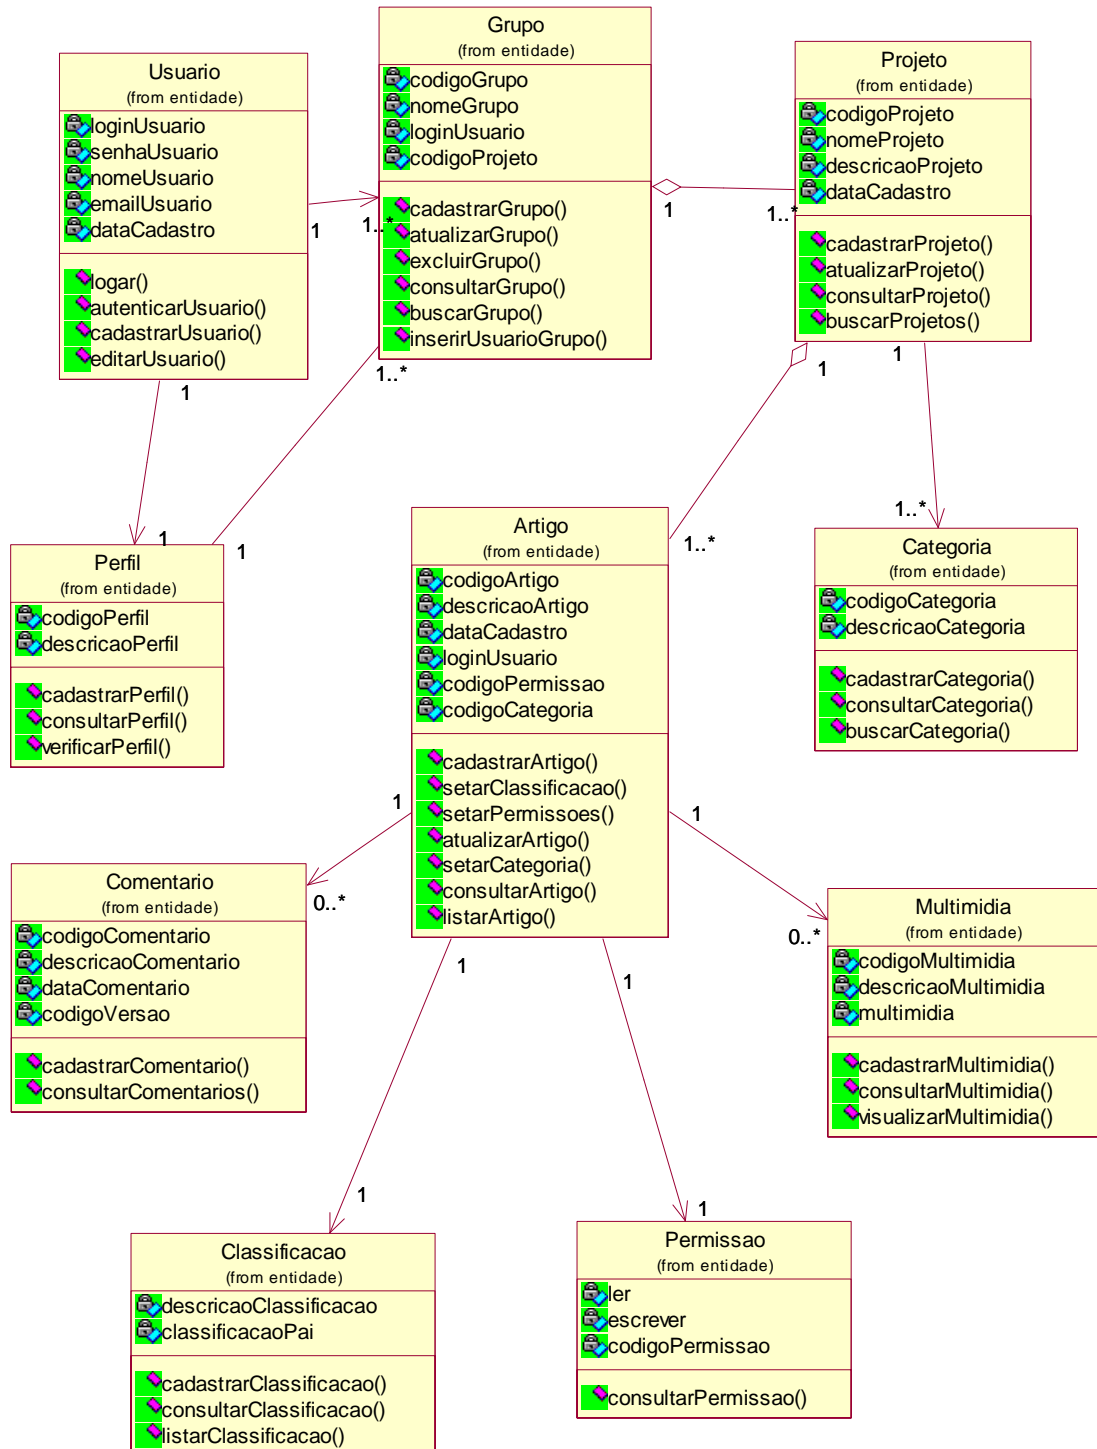 Grupo
(from entidade)
codigoGrupo
nomeGrupo
loginUsuario
codigoProjeto
cadastrarGrupo()
atualizarGrupo()
excluirGrupo()
consultarGrupo()
buscarGrupo()
inserirUsuarioGrupo()
Usuario
(from entidade)
loginUsuario
senhaUsuario
nomeUsuario
emailUsuario
dataCadastro
logar()
autenticarUsuario()
cadastrarUsuario()
editarUsuario()
Projeto
(from entidade)
codigoProjeto
nomeProjeto
descricaoProjeto
dataCadastro
cadastrarProjeto()
atualizarProjeto()
consultarProjeto()
buscarProjetos()
1
1..*
1
1..*
1
1..*
1
1
1
1
1..*
1..*
Perfil
(from entidade)
codigoPerfil
descricaoPerfil
cadastrarPerfil()
consultarPerfil()
verificarPerfil()
Artigo
(from entidade)
codigoArtigo
descricaoArtigo
dataCadastro
loginUsuario
codigoPermissao
codigoCategoria
cadastrarArtigo()
setarClassificacao()
setarPermissoes()
atualizarArtigo()
setarCategoria()
consultarArtigo()
listarArtigo()
Categoria
(from entidade)
codigoCategoria
descricaoCategoria
cadastrarCategoria()
consultarCategoria()
buscarCategoria()
1
1
0..*
0..*
1
1
Comentario
(from entidade)
codigoComentario
descricaoComentario
dataComentario
codigoVersao
cadastrarComentario()
consultarComentarios()
Multimidia
(from entidade)
codigoMultimidia
descricaoMultimidia
multimidia
cadastrarMultimidia()
consultarMultimidia()
visualizarMultimidia()
1
1
Classificacao
(from entidade)
descricaoClassificacao
classificacaoPai
cadastrarClassificacao()
consultarClassificacao()
listarClassificacao()
Permissao
(from entidade)
ler
escrever
codigoPermissao
consultarPermissao()